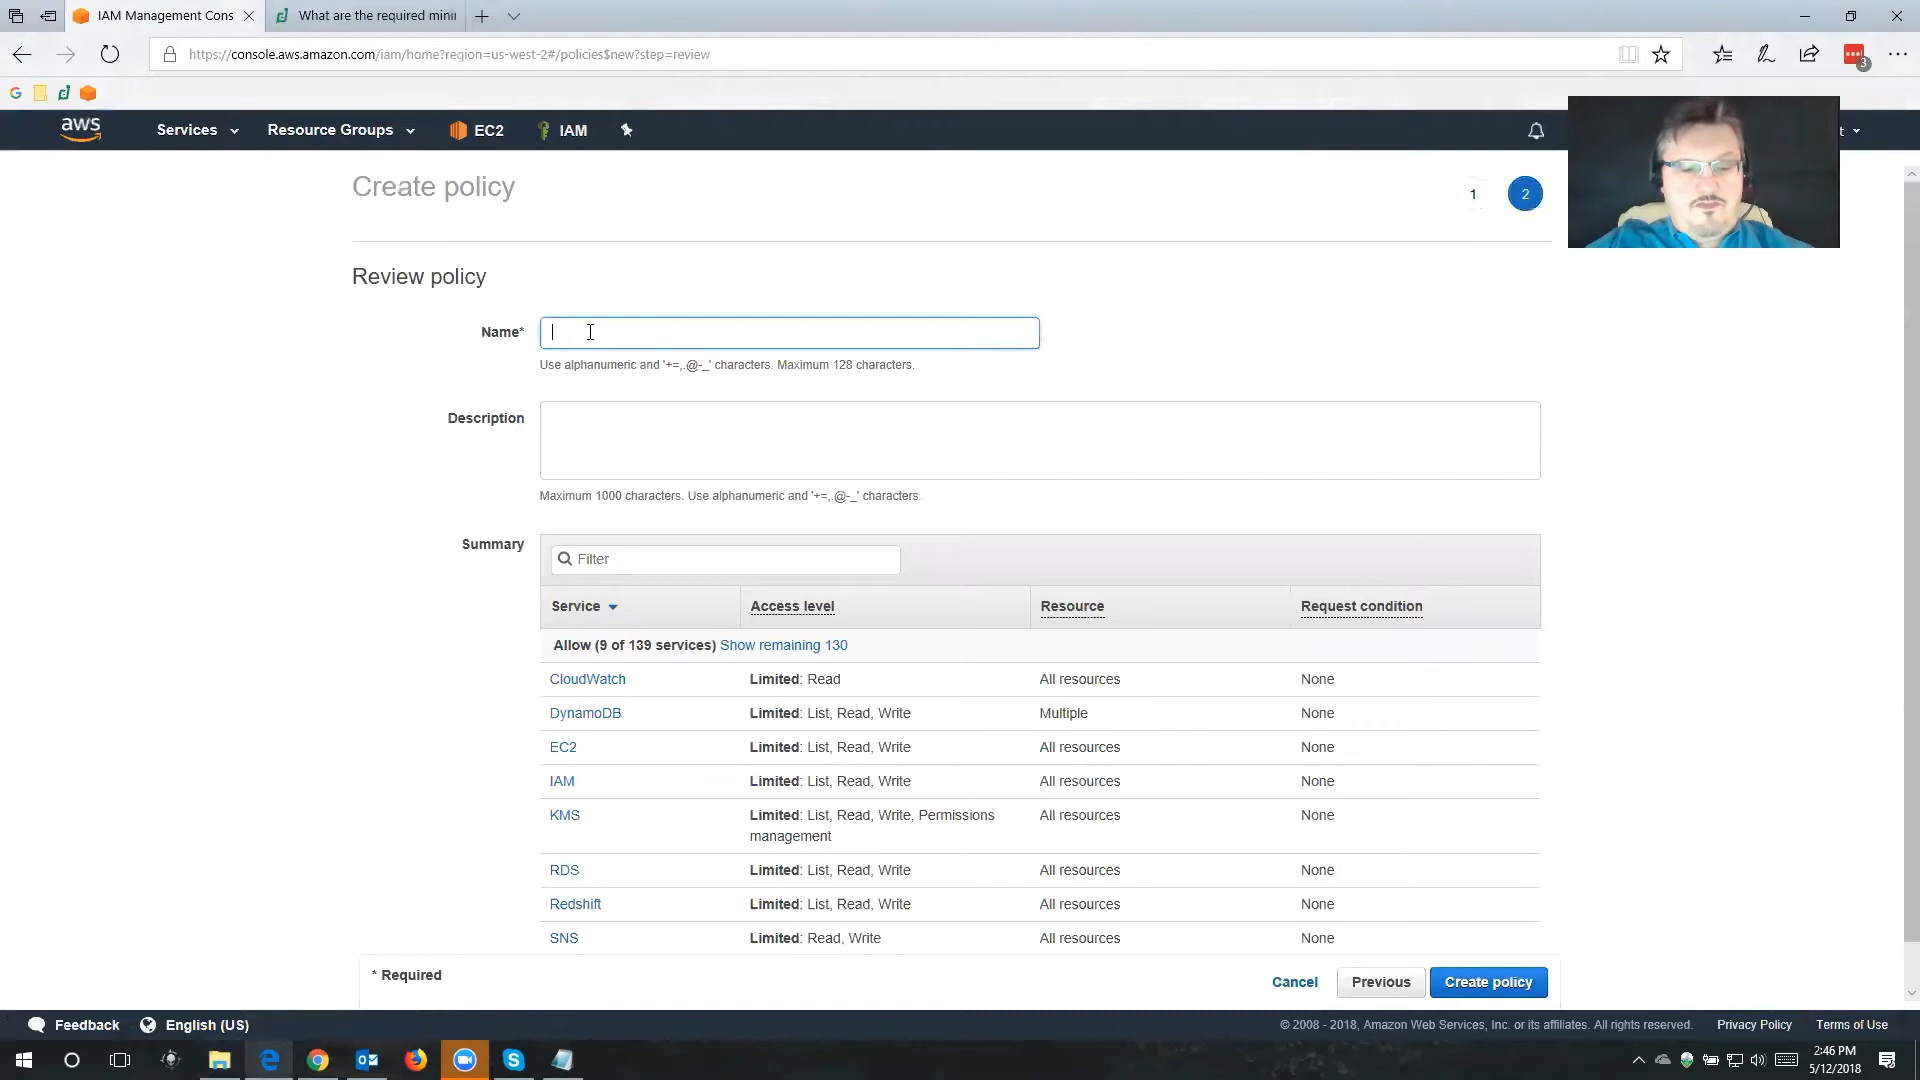 IAM Management Cons
What are the required mini
https://console.aws.amazon.com/iam/home?region=us-west-2#/policies$new?step=review
3
G
aws
Services
Resource Groups
EC2
IAM
t
Create policy
1
2
Review policy
Name*
Use alphanumeric and '+=,.@-_' characters. Maximum 128 characters.
Description
Maximum 1000 characters. Use alphanumeric and '+=,.@-_' characters.
Summary
Filter
Service Access level Resource Request condition
Allow (9 of 139 services) Show remaining 130
CloudWatch Limited: Read All resources None
DynamoDB Limited: List, Read, Write Multiple None
EC2 Limited: List, Read, Write All resources None
IAM Limited: List, Read, Write All resources None
KMS Limited: List, Read, Write, Permissions All resources None
management
RDS Limited: List, Read, Write All resources None
Redshift Limited: List, Read, Write All resources None
SNS Limited: Read, Write All resources None
* Required
Cancel
Previous
Create policy
Feedback
English (US)
© 2008 - 2018, Amazon Web Services, Inc. or its affiliates. All rights reserved.
Privacy Policy
Terms of Use
2:46 PM
5/12/2018